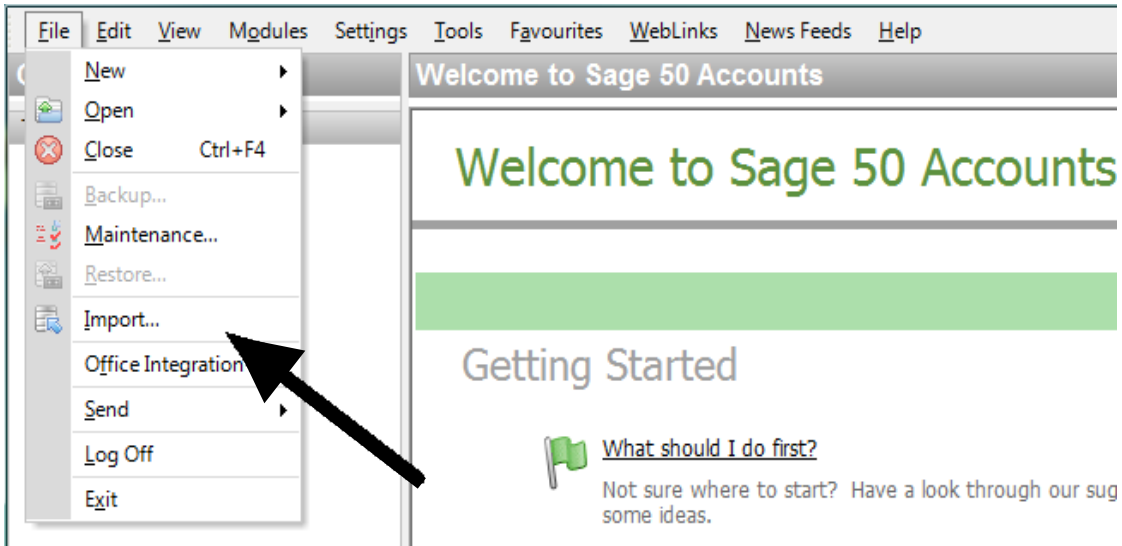 File Edit View Modules Settings Tools Favourites WebLinks News Feeds Help
Welcome to Sage 50 Accounts
New
Open
Close Ctrl+F4
Backup...
Maintenance...
Restore...
Import...
Office Integration
Send
Log Off
Exit
Welcome to Sage 50 Accounts
Getting Started
What should I do first?
Not sure where to start? Have a look through our sug
some ideas.